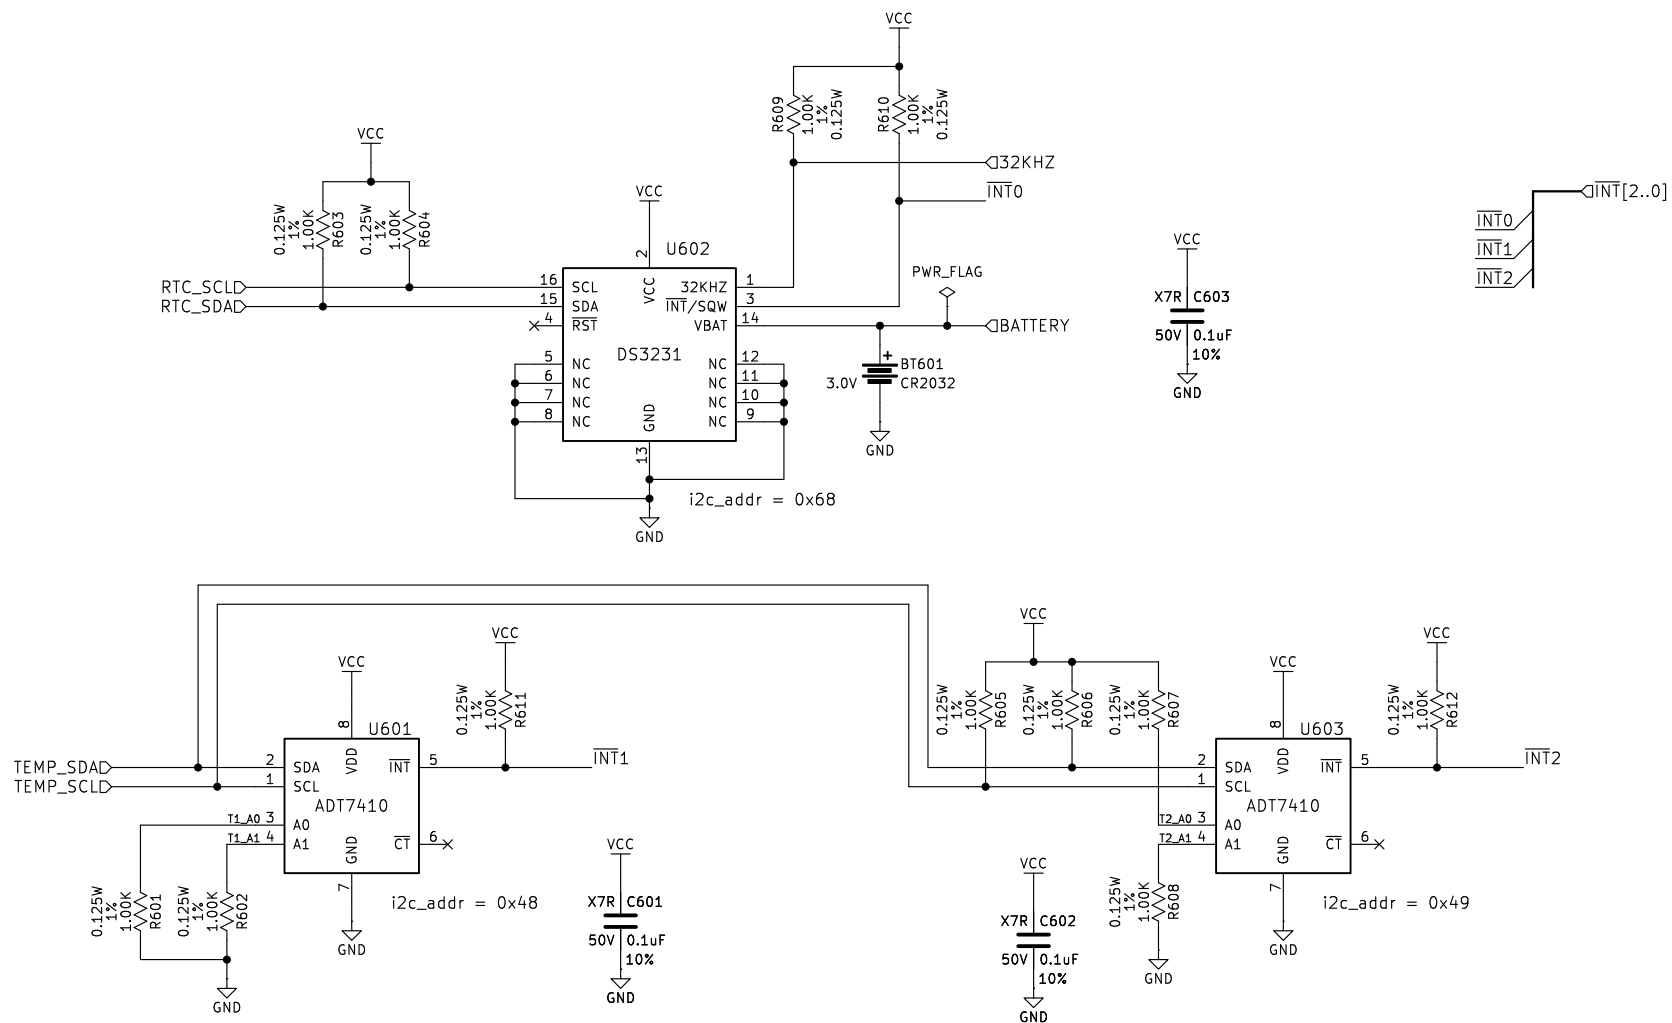 VCC
R609
1.00K
1%
0.125W
R610
1.00K
1%
0.125W
32KHZ
INT0
VCC
0.125W
1%
1.00K
R603
0.125W
1%
1.00K
R604
RTC_SCL
RTC_SDA
VCC
2
U602
16 SCL
15 SDA
4 RST
5 NC
6 NC
7 NC
8 NC
VCC
DS3231
GND
13
32KHZ 1
INT/SQW 3
VBAT 14
NC 12
NC 11
NC 10
NC 9
GND
i2c_addr = 0x68
PWR_FLAG
BATTERY
BT601
3.0V CR2032
GND
VCC
X7R C603
50V 0.1uF
10%
GND
INT[2..0]
INT0
INT1
INT2
TEMP_SDA
TEMP_SCL
VCC
8
U601
2 SDA
1 SCL
VDD
INT 5
ADT7410
T1_A0 3 A0
T1_A1 4 A1
GND
CT 6
7
GND
i2c_addr = 0x48
0.125W
1%
1.00K
R601
0.125W
1%
1.00K
R602
GND
VCC
0.125W
1%
1.00K
R611
INT1
VCC
X7R C601
50V 0.1uF
10%
GND
VCC
0.125W
1%
1.00K
R605
0.125W
1%
1.00K
R606
0.125W
1%
1.00K
R607
VCC
8
U603
2 SDA
1 SCL
VDD
INT 5
ADT7410
T2_A0 3 A0
T2_A1 4 A1
GND
CT 6
7
GND
i2c_addr = 0x49
VCC
0.125W
1%
1.00K
R612
INT2
0.125W
1%
1.00K
R608
GND
VCC
X7R C602
50V 0.1uF
10%
GND